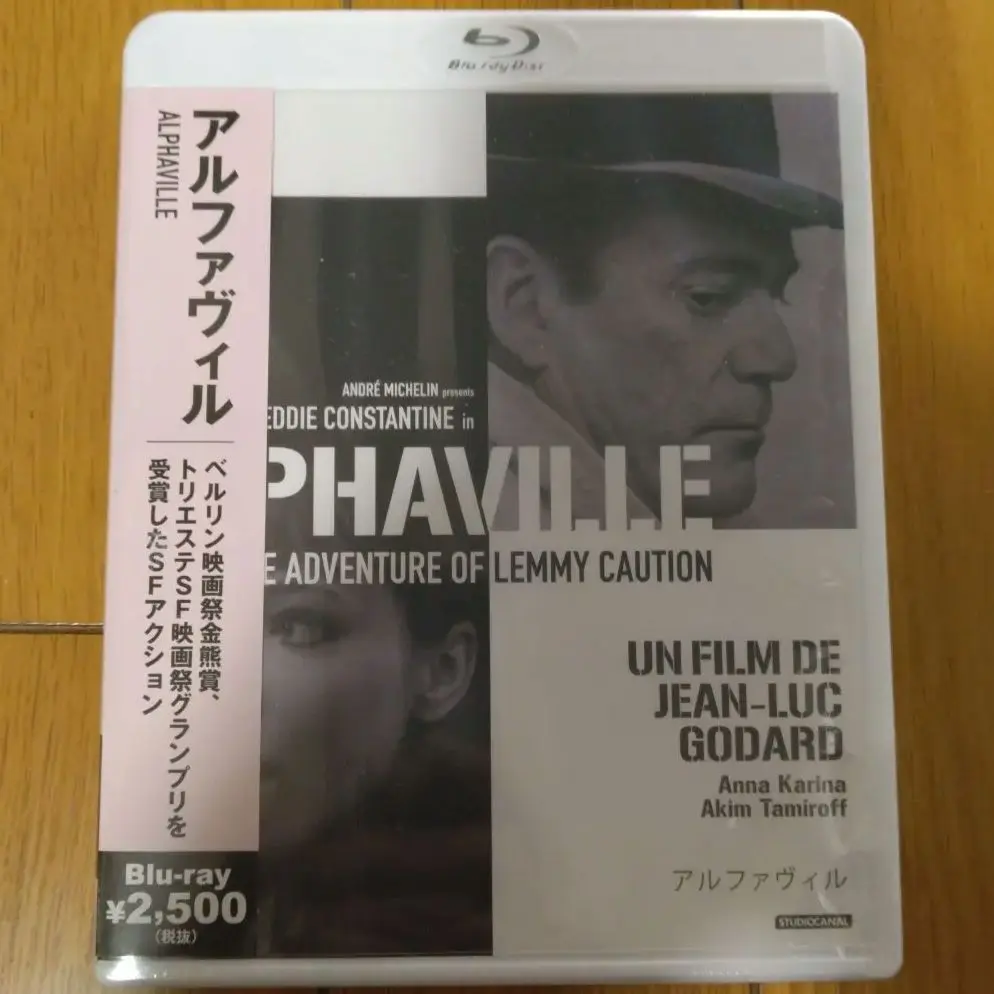 Blu-ray Disc
アルファヴィル
ALPHAVILLE
ベルリン映画祭金熊賞、
トリエステSF映画祭グランプリを
受賞したSFアクション
Blu-ray
¥2,500
(税抜)
ANDRÉ MICHELIN presents
EDDIE CONSTANTINE in
PHAVILLE
E ADVENTURE OF LEMMY CAUTION
UN FILM DE
JEAN-LUC
GODARD
Anna Karina
Akim Tamiroff
アルファヴィル
STUDIOCANAL